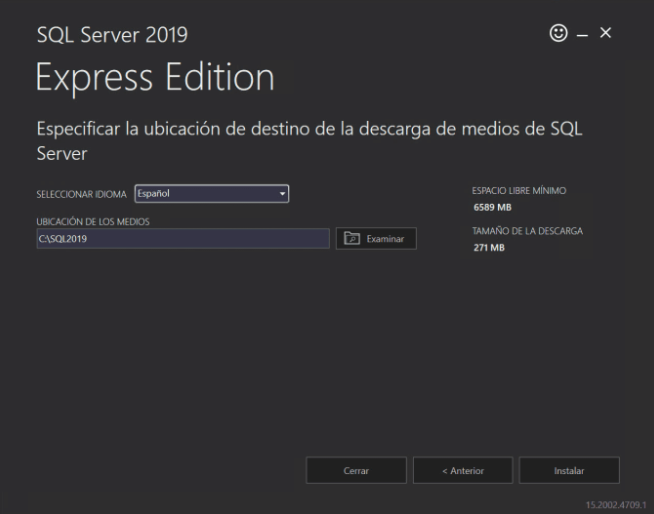 SQL Server 2019
Express Edition
Especificar la ubicación de destino de la descarga de medios de SQL
Server
SELECCIONAR IDIOMA Español
ESPACIO LIBRE MÍNIMO
6589 MB
UBICACIÓN DE LOS MEDIOS
C:\SQL2019 Examinar
TAMAÑO DE LA DESCARGA
271 MB
Cerrar < Anterior Instalar
15.2002.4709.1